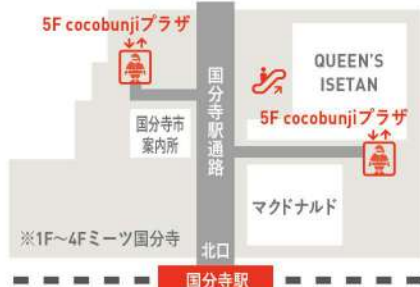 5F cocobunjiプラザ
国分寺駅通路
QUEEN'S
ISETAN
5F cocobunjiプラザ
国分寺市
案内所
マクドナルド
※1F〜4Fミーツ国分寺
北口
国分寺駅